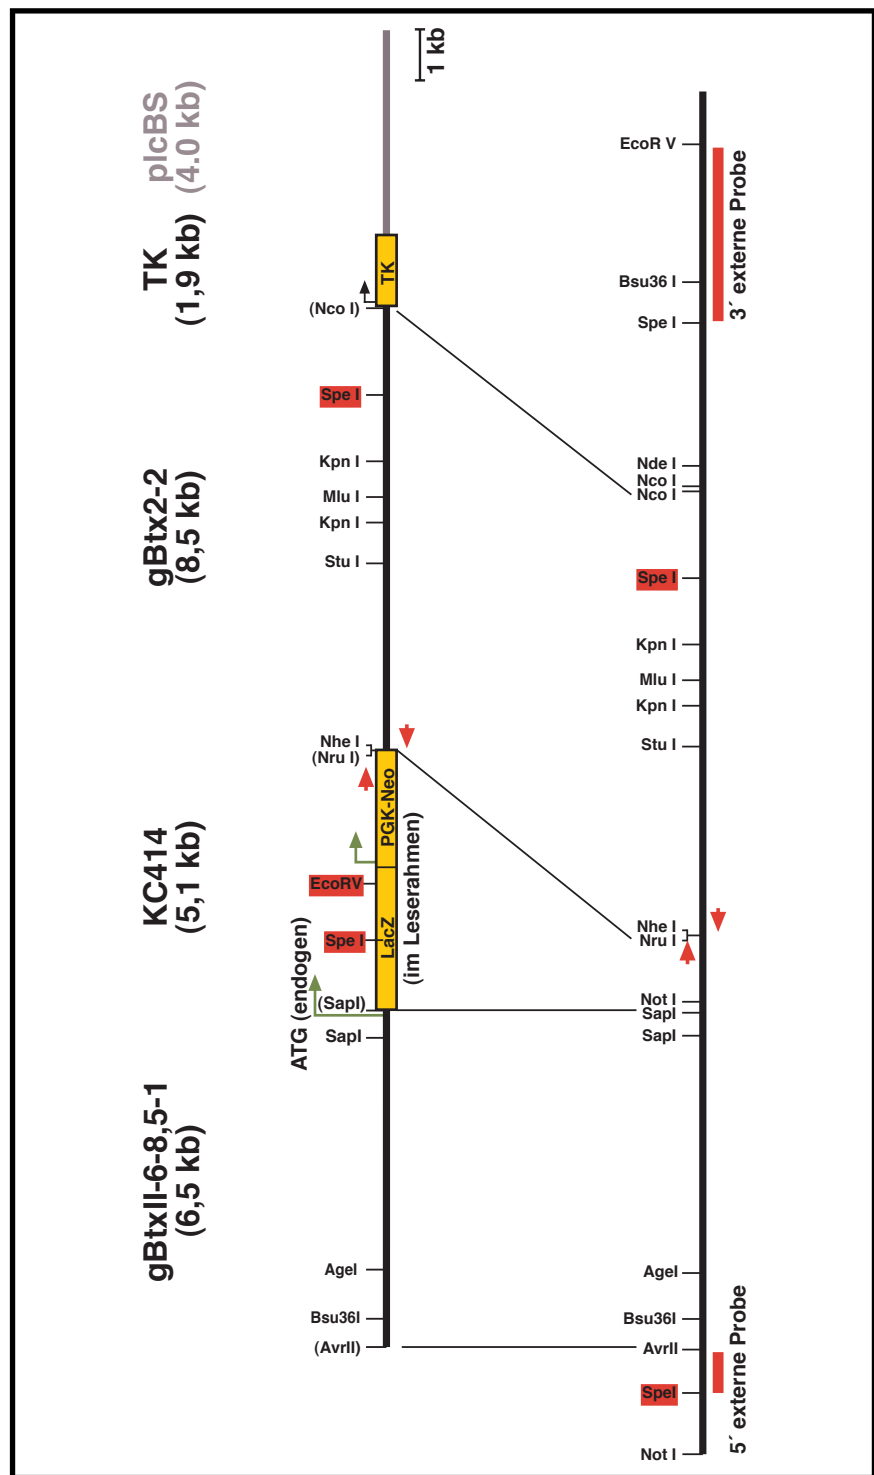 plcBS
(4.0 kb)
TK
(1,9 kb)
gBtx2-2
(8,5 kb)
KC414
(5,1 kb)
gBtxII-6-8,5-1
(6,5 kb)
1 kb
TK
(Nco I)
Spe I
Kpn I
Mlu I
Kpn I
Stu I
Nhe I
(Nru I)
PGK-Neo
EcoRV
LacZ
Spe I
(im Leserahmen)
ATG (endogen)
(SapI)
SapI
AgeI
Bsu36I
(AvrII)
EcoR V
Bsu36 I
Spe I
3´ externe Probe
Nde I
Nco I
Nco I
Spe I
Kpn I
Mlu I
Kpn I
Stu I
Nhe I
Nru I
Not I
SapI
SapI
AgeI
Bsu36I
AvrII
SpeI
5´ externe Probe
Not I